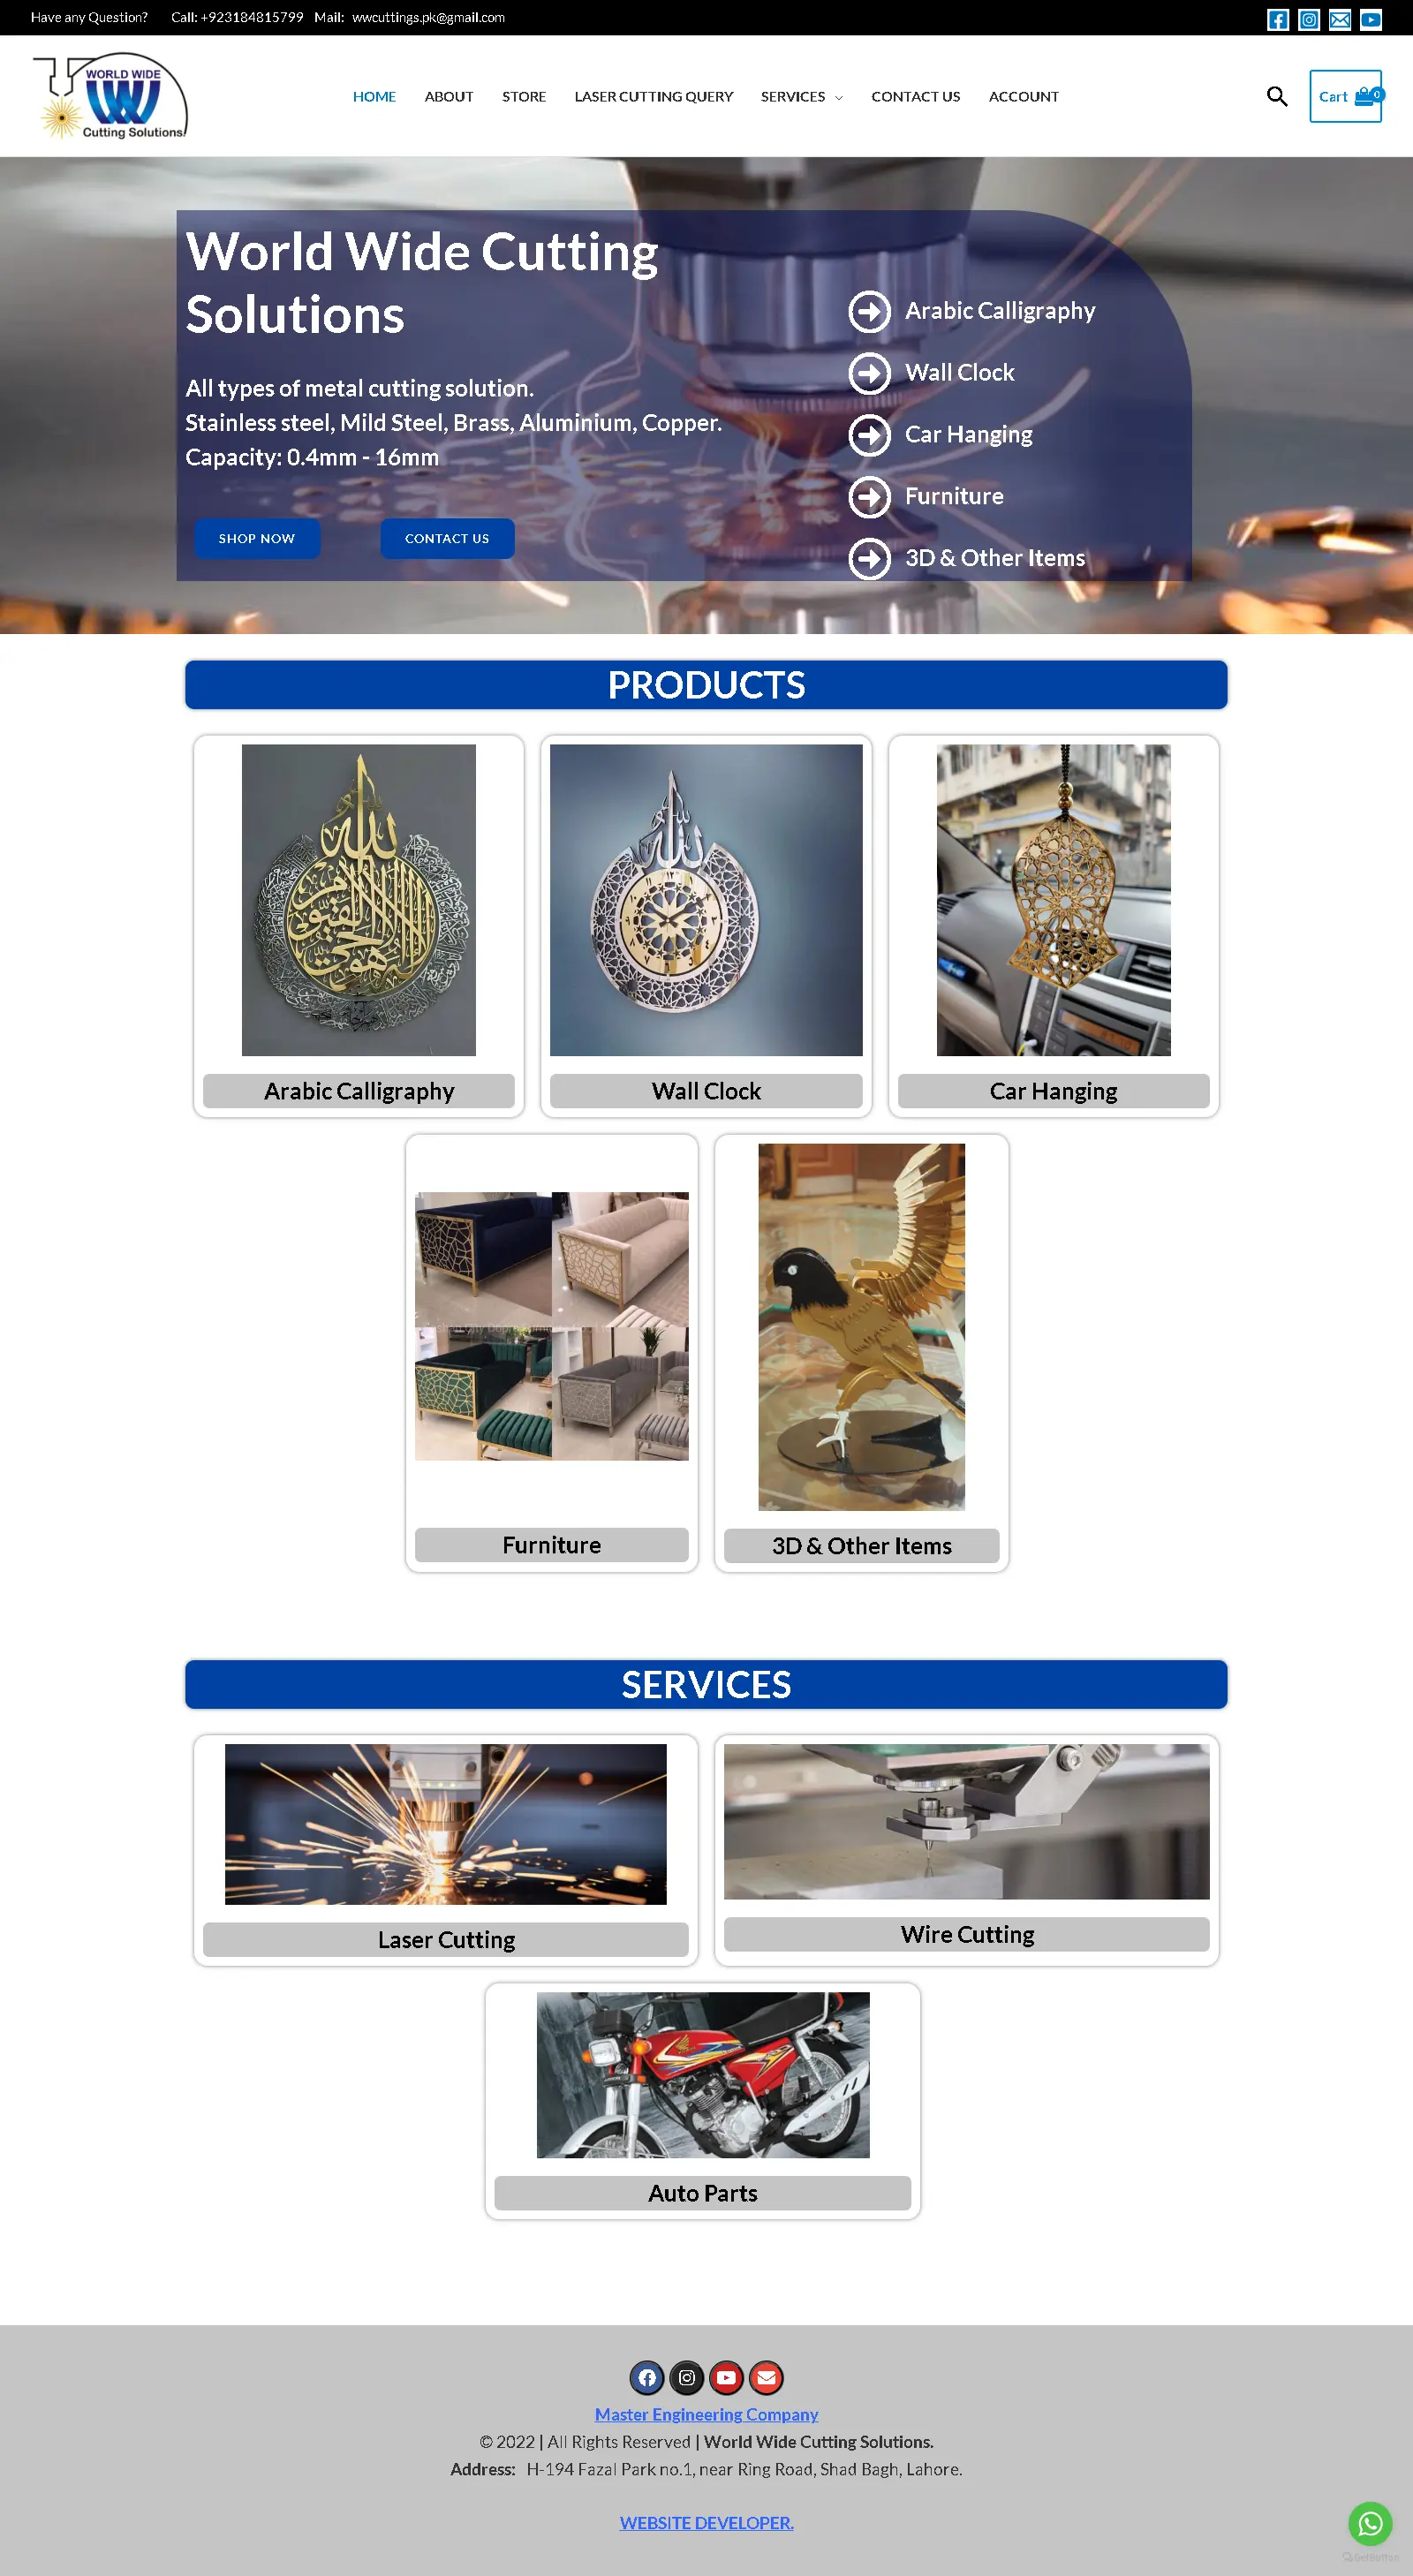 Have any Question? Call: +923184815799 Mail: wwcuttings.pk@gmail.com
WORLD WIDE
W
Cutting Solutions.
HOME ABOUT STORE LASER CUTTING QUERY SERVICES CONTACT US ACCOUNT
Cart 0
World Wide Cutting
Solutions
All types of metal cutting solution.
Stainless steel, Mild Steel, Brass, Aluminium, Copper.
Capacity: 0.4mm - 16mm
SHOP NOW CONTACT US
Arabic Calligraphy
Wall Clock
Car Hanging
Furniture
3D & Other Items
PRODUCTS
Arabic Calligraphy
Wall Clock
Car Hanging
Furniture
3D & Other Items
SERVICES
Laser Cutting
Wire Cutting
Auto Parts
Master Engineering Company
© 2022 | All Rights Reserved | World Wide Cutting Solutions.
Address: H-194 Fazal Park no.1, near Ring Road, Shad Bagh, Lahore.
WEBSITE DEVELOPER.
GetButton